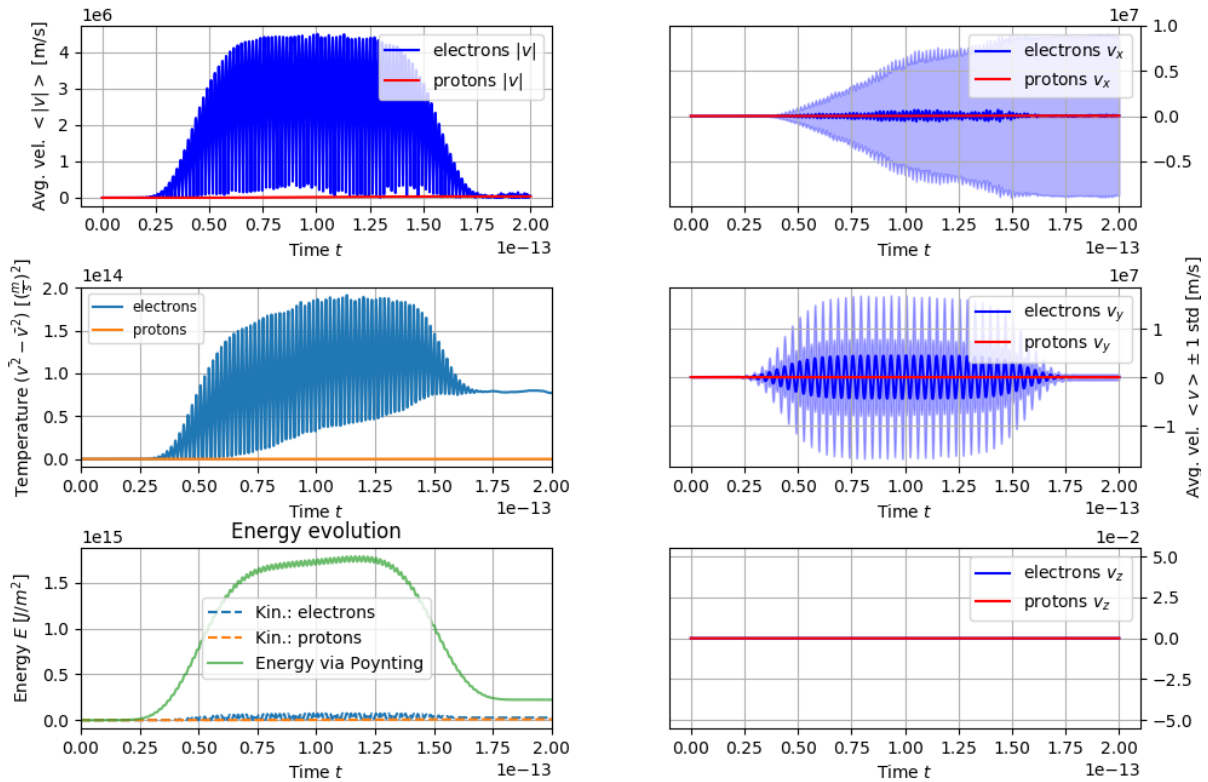 1e6
Avg. vel. < |v| > [m/s]
4
3
2
1
0
electrons |v|
protons |v|
0.00 0.25 0.50 0.75 1.00 1.25 1.50 1.75 2.00
Time t
1e−13
1e7
1.0
0.5
0.0
−0.5
electrons vₓ
protons vₓ
0.00 0.25 0.50 0.75 1.00 1.25 1.50 1.75 2.00
Time t
1e−13
1e14
Temperature (v̄² − v̄²) [(m/s)²]
2.0
1.5
1.0
0.5
0.0
electrons
protons
0.00 0.25 0.50 0.75 1.00 1.25 1.50 1.75 2.00
Time t
1e−13
1e7
Avg. vel. < v > ± 1 std [m/s]
1
0
−1
electrons v_y
protons v_y
0.00 0.25 0.50 0.75 1.00 1.25 1.50 1.75 2.00
Time t
1e−13
Energy evolution
1e15
Energy E [J/m²]
1.5
1.0
0.5
0.0
Kin.: electrons
Kin.: protons
Energy via Poynting
0.00 0.25 0.50 0.75 1.00 1.25 1.50 1.75 2.00
Time t
1e−13
1e−2
5.0
2.5
0.0
−2.5
−5.0
electrons v_z
protons v_z
0.00 0.25 0.50 0.75 1.00 1.25 1.50 1.75 2.00
Time t
1e−13